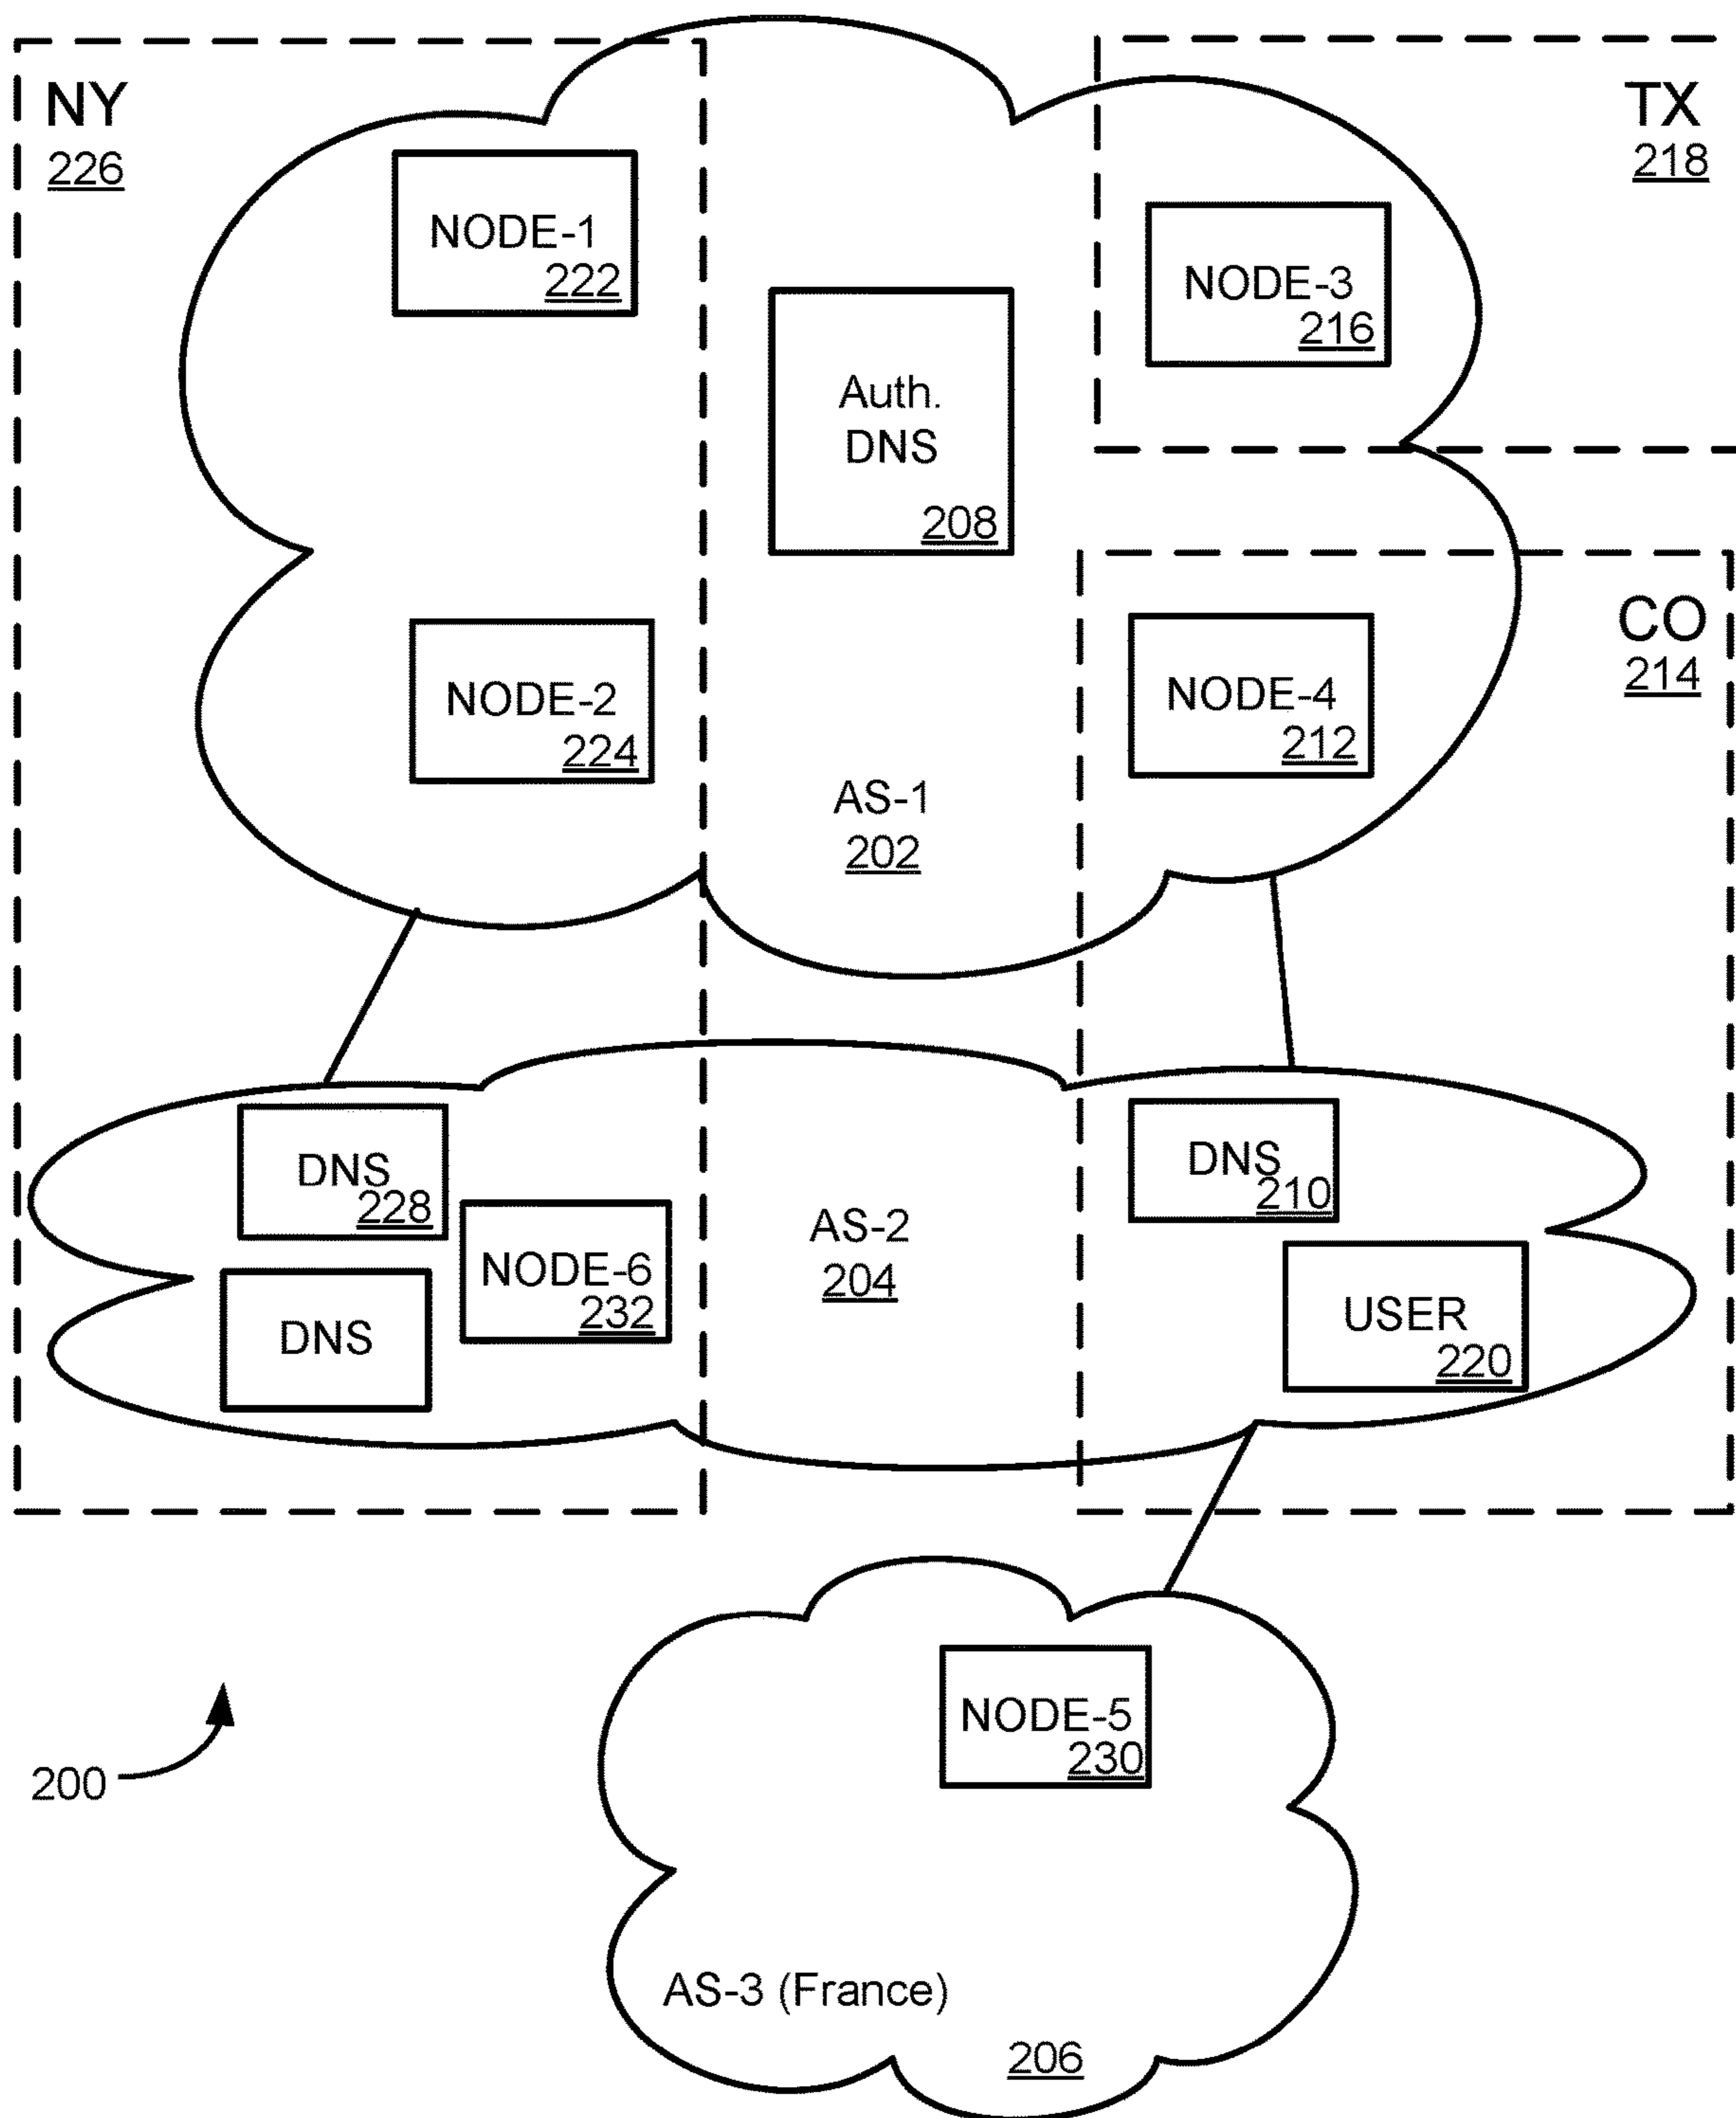 NY
226
TX
218
NODE-1
222
NODE-3
216
Auth.
DNS
208
CO
214
NODE-2
224
NODE-4
212
AS-1
202
DNS
228
DNS
210
NODE-6
232
AS-2
204
DNS
USER
220
NODE-5
230
200
AS-3 (France)
206